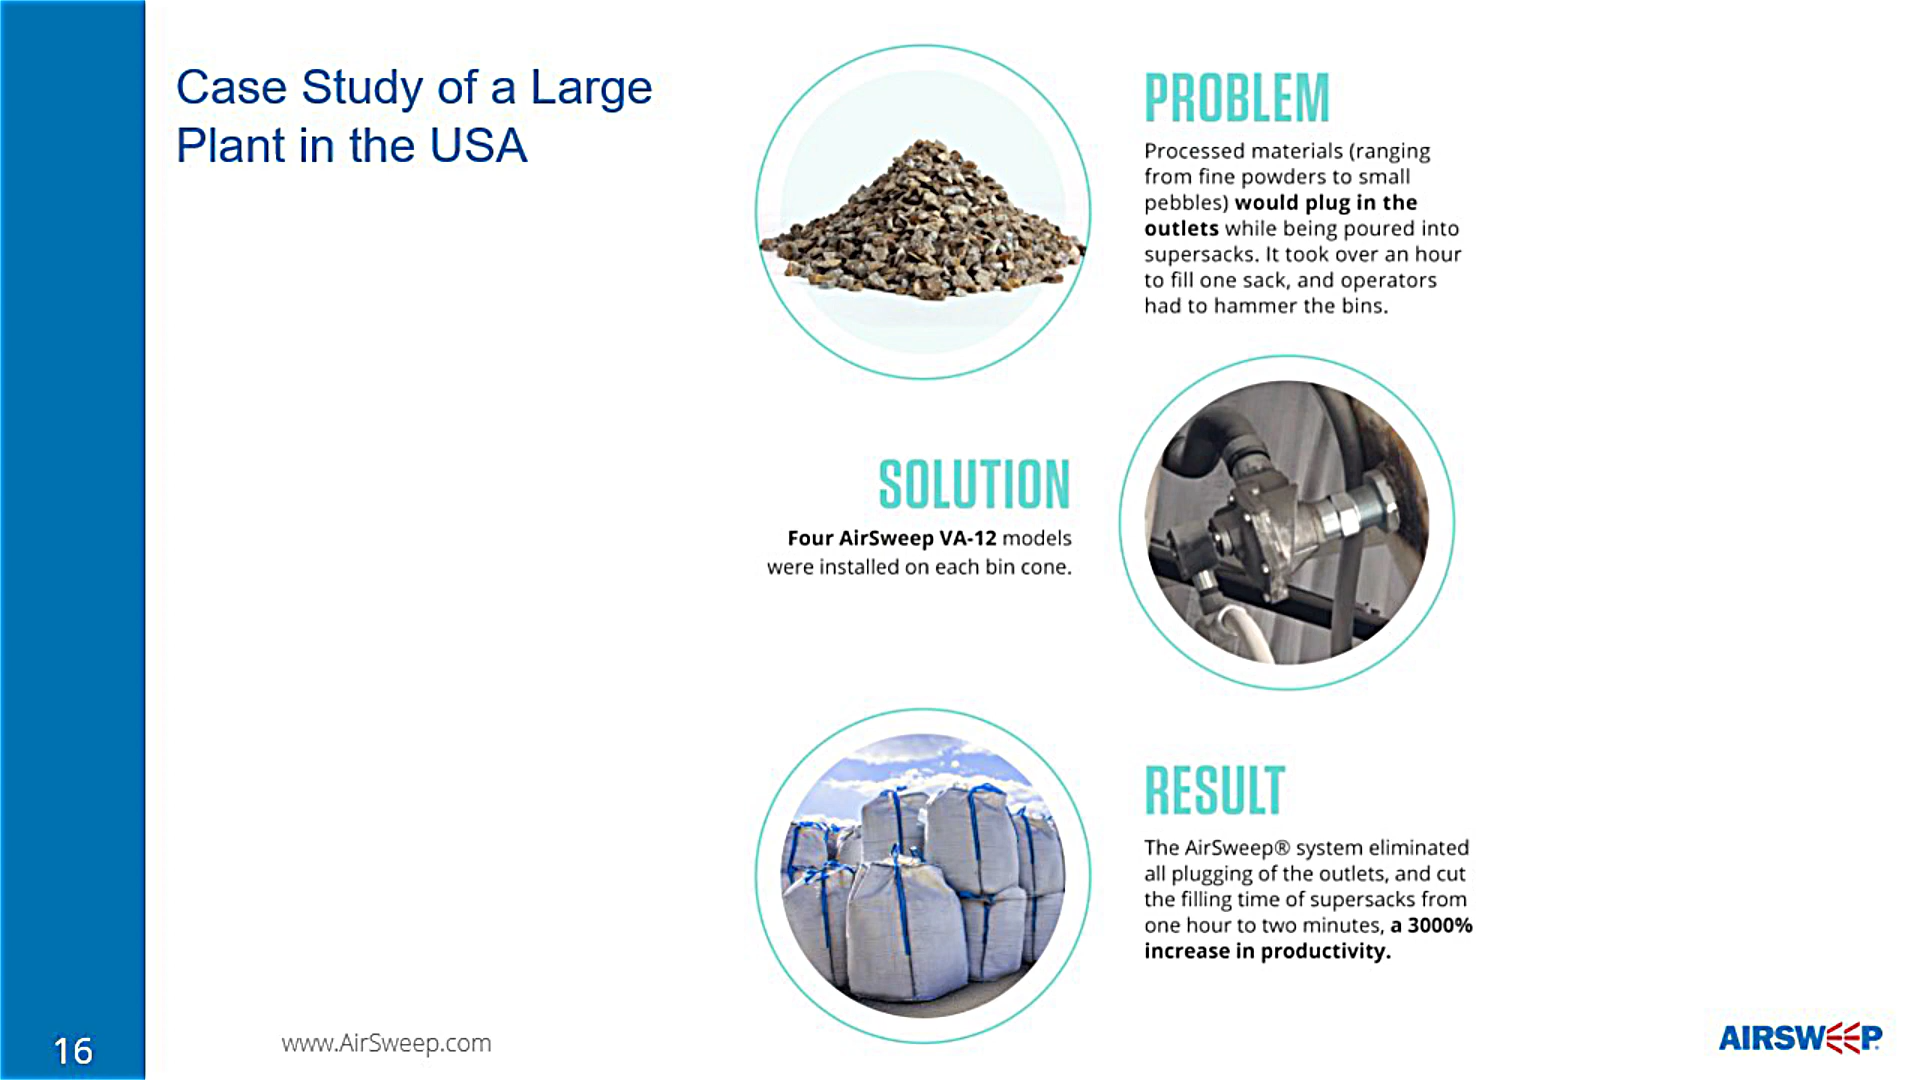 Case Study of a Large
Plant in the USA
PROBLEM
Processed materials (ranging
from fine powders to small
pebbles) would plug in the
outlets while being poured into
supersacks. It took over an hour
to fill one sack, and operators
had to hammer the bins.
SOLUTION
Four AirSweep VA-12 models
were installed on each bin cone.
RESULT
The AirSweep® system eliminated
all plugging of the outlets, and cut
the filling time of supersacks from
one hour to two minutes, a 3000%
increase in productivity.
16
www.AirSweep.com
AIRSWEEP